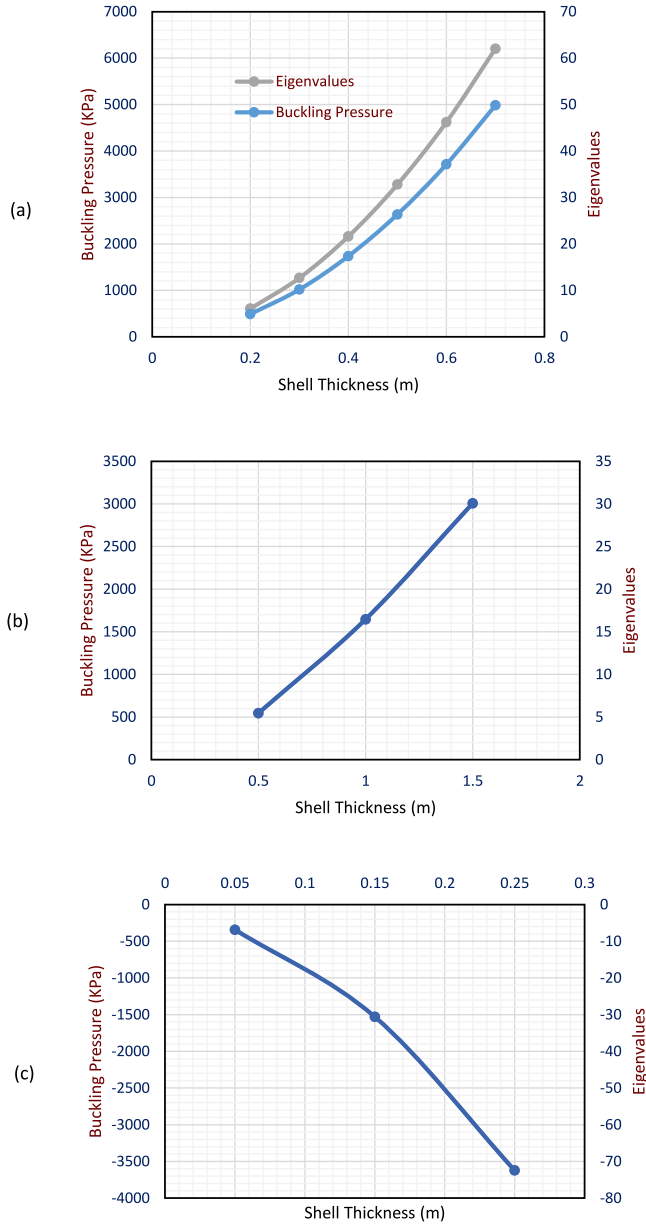 7000 70
6000 60
Eigenvalues
5000 Buckling Pressure 50
4000 40
(a) Buckling Pressure (KPa) Eigenvalues
3000 30
2000 20
1000 10
0 0
0 0.2 0.4 0.6 0.8
Shell Thickness (m)
3500 35
3000 30
2500 25
(b) Buckling Pressure (KPa) Eigenvalues
2000 20
1500 15
1000 10
500 5
0 0
0 0.5 1 1.5 2
Shell Thickness (m)
0 0.05 0.1 0.15 0.2 0.25 0.3
0 0
-500 -10
-1000 -20
-1500 -30
(c) Buckling Pressure (KPa) Eigenvalues
-2000 -40
-2500 -50
-3000 -60
-3500 -70
-4000 -80
Shell Thickness (m)